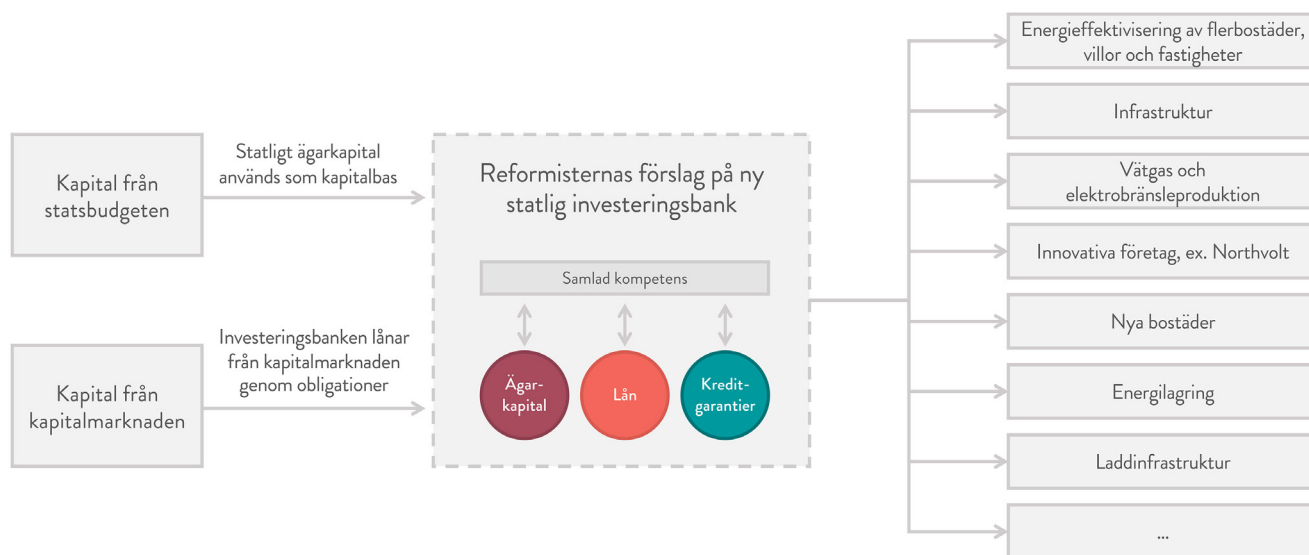 Kapital från
statsbudgeten
Statligt ägarkapital
används som kapitalbas
Kapital från
kapitalmarknaden
Investeringsbanken lånar
från kapitalmarknaden
genom obligationer
Reformisternas förslag på ny
statlig investeringsbank
Samlad kompetens
Ägar-
kapital
Lån
Kredit-
garantier
Energieffektivisering av flerbostäder,
villor och fastigheter
Infrastruktur
Vätgas och
elektrobränsleproduktion
Innovativa företag, ex. Northvolt
Nya bostäder
Energilagring
Laddinfrastruktur
...